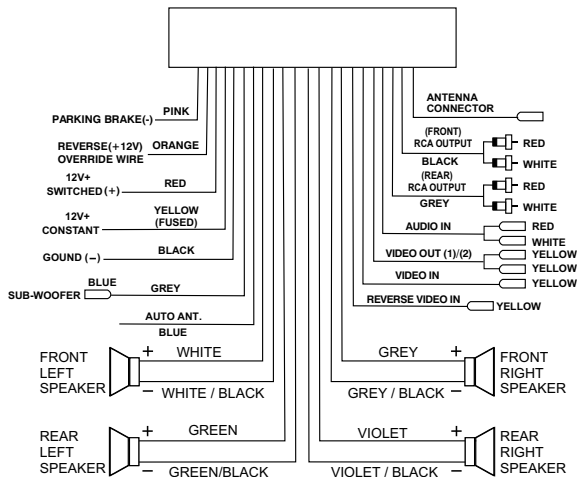 PARKING BRAKE(-)
PINK
REVERSE(+12V)
OVERRIDE WIRE
ORANGE
12V+
SWITCHED (+)
RED
12V+
CONSTANT
YELLOW
(FUSED)
GOUND (−)
BLACK
SUB-WOOFER
BLUE
GREY
AUTO ANT.
BLUE
FRONT
LEFT
SPEAKER
+
WHITE
−
WHITE / BLACK
REAR
LEFT
SPEAKER
+
GREEN
−
GREEN/BLACK
ANTENNA
CONNECTOR
(FRONT)
RCA OUTPUT
BLACK
RED
WHITE
(REAR)
RCA OUTPUT
GREY
RED
WHITE
AUDIO IN
RED
WHITE
VIDEO OUT (1)/(2)
YELLOW
YELLOW
VIDEO IN
YELLOW
REVERSE VIDEO IN
YELLOW
GREY
+
GREY / BLACK
−
FRONT
RIGHT
SPEAKER
VIOLET
+
VIOLET / BLACK
−
REAR
RIGHT
SPEAKER